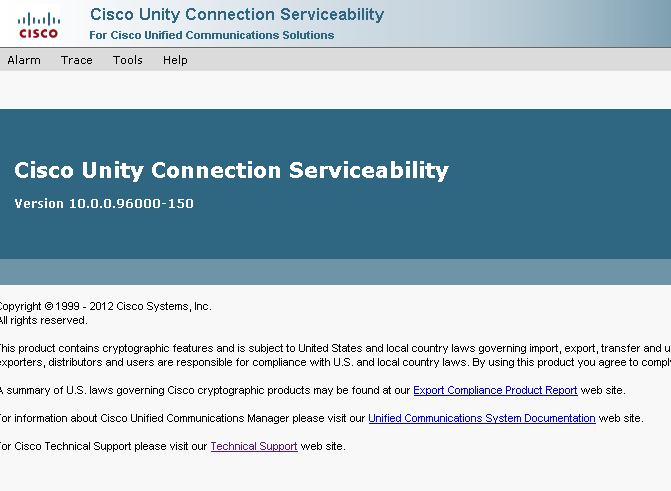 Cisco Unity Connection Serviceability
CISCO
For Cisco Unified Communications Solutions
Alarm Trace Tools Help
Cisco Unity Connection Serviceability
Version 10.0.0.96000-150
opyright © 1999 - 2012 Cisco Systems, Inc.
All rights reserved.
his product contains cryptographic features and is subject to United States and local country laws governing import, export, transfer and u
exporters, distributors and users are responsible for compliance with U.S. and local country laws. By using this product you agree to comply
A summary of U.S. laws governing Cisco cryptographic products may be found at our Export Compliance Product Report web site.
or information about Cisco Unified Communications Manager please visit our Unified Communications System Documentation web site.
or Cisco Technical Support please visit our Technical Support web site.